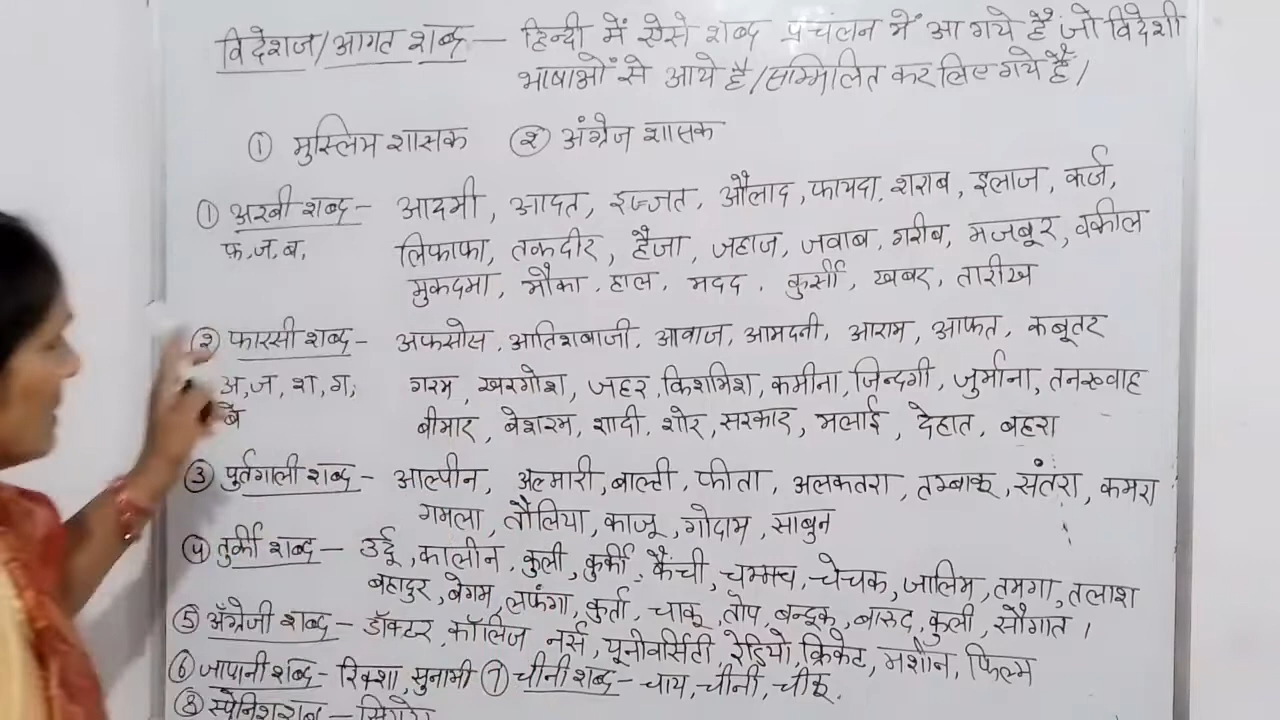 विदेशज/आगत शब्द — हिन्दी में ऐसे शब्द प्रचलन में आ गये है जो विदेशी
भाषाओं से आये है/सम्मिलित कर लिए गये हैं।
① मुस्लिम शासक ② अंग्रेज शासक
① अरबी शब्द - आदमी, आदत, इज्जत, औलाद, फायदा, शराब, इलाज, कर्ज,
फ़, ज, ब, लिफाफा, तकदीर, हैजा, जहाज, जवाब, गरीब, मजबूर, वकील
मुकदमा, मौका, हाल, मदद, कुर्सी, खबर, तारीख
② फारसी शब्द - अफसोस, आतिशबाजी, आवाज, आमदनी, आराम, आफत, कबूतर
अ, ज, श, ग, गरम, खरगोश, जहर, किशमिश, कमीना, जिन्दगी, जुर्माना, तनख्वाह
बे बीमार, बेशरम, शादी, शोर, सरकार, मलाई, देहात, बहरा
③ पुर्तगाली शब्द - आल्पीन, अल्मारी, बाल्टी, फीता, अलकतरा, तम्बाकू, संतरा, कमरा
गमला, तौलिया, काजू, गोदाम, साबुन
④ तुर्की शब्द - उर्दू, कालीन, कुली, कुर्की, कैंची, चम्मच, चेचक, जालिम, तमगा, तलाश
बहादुर, बेगम, लफंगा, कुर्ता, चाकू, तोप, बन्दूक, बारूद, कुली, सौगात।
⑤ अँग्रेजी शब्द - डॉक्टर, कॉलिज, नर्स, यूनीवर्सिटी, रेडियो, क्रिकेट, मशीन, फिल्म
⑥ जापानी शब्द - रिक्शा, सुनामी ⑦ चीनी शब्द - चाय, चीनी, चीकू.
⑧ स्पेनिश शब्द -